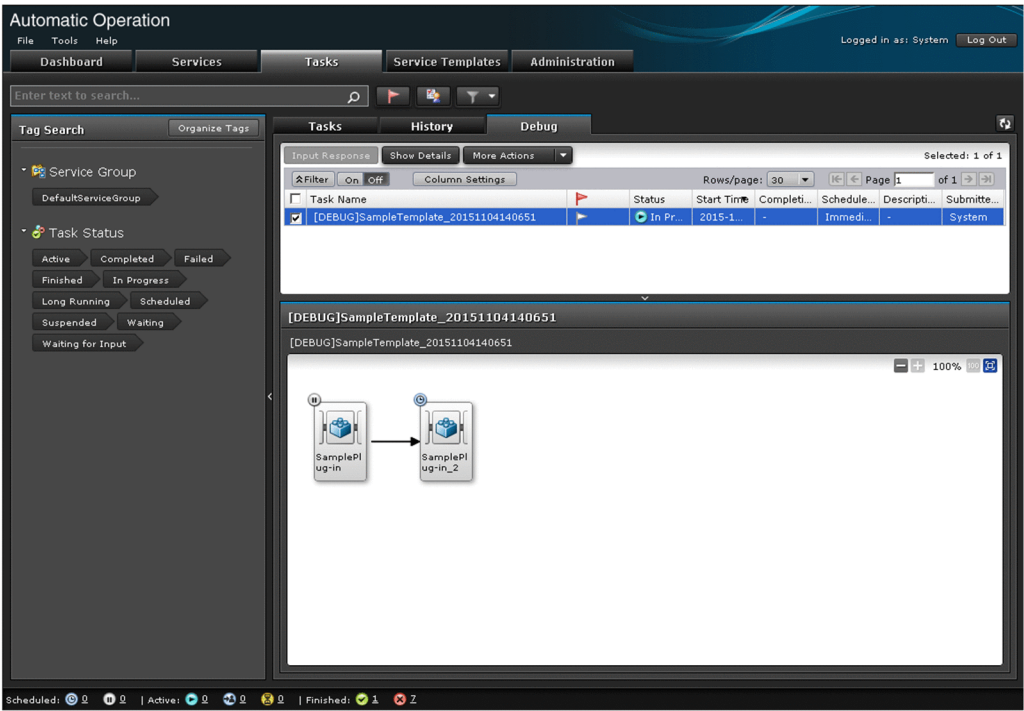 Automatic Operation
File Tools Help
Logged in as: System Log Out
Dashboard Services Tasks Service Templates Administration
Enter text to search...
Tag Search Organize Tags
Service Group
DefaultServiceGroup
Task Status
Active Completed Failed
Finished In Progress
Long Running Scheduled
Suspended Waiting
Waiting for Input
Tasks History Debug
Input Response Show Details More Actions Selected: 1 of 1
Filter On Off Column Settings Rows/page: 30 Page 1 of 1
Task Name Status Start Time Completi... Schedule... Descripti... Submitte...
[DEBUG]SampleTemplate_20151104140651 In Pr... 2015-1... - Immedi... - System
[DEBUG]SampleTemplate_20151104140651
[DEBUG]SampleTemplate_20151104140651
100% 100
SamplePl
ug-in
SamplePl
ug-in_2
Scheduled: 0 0 | Active: 0 0 0 | Finished: 1 7